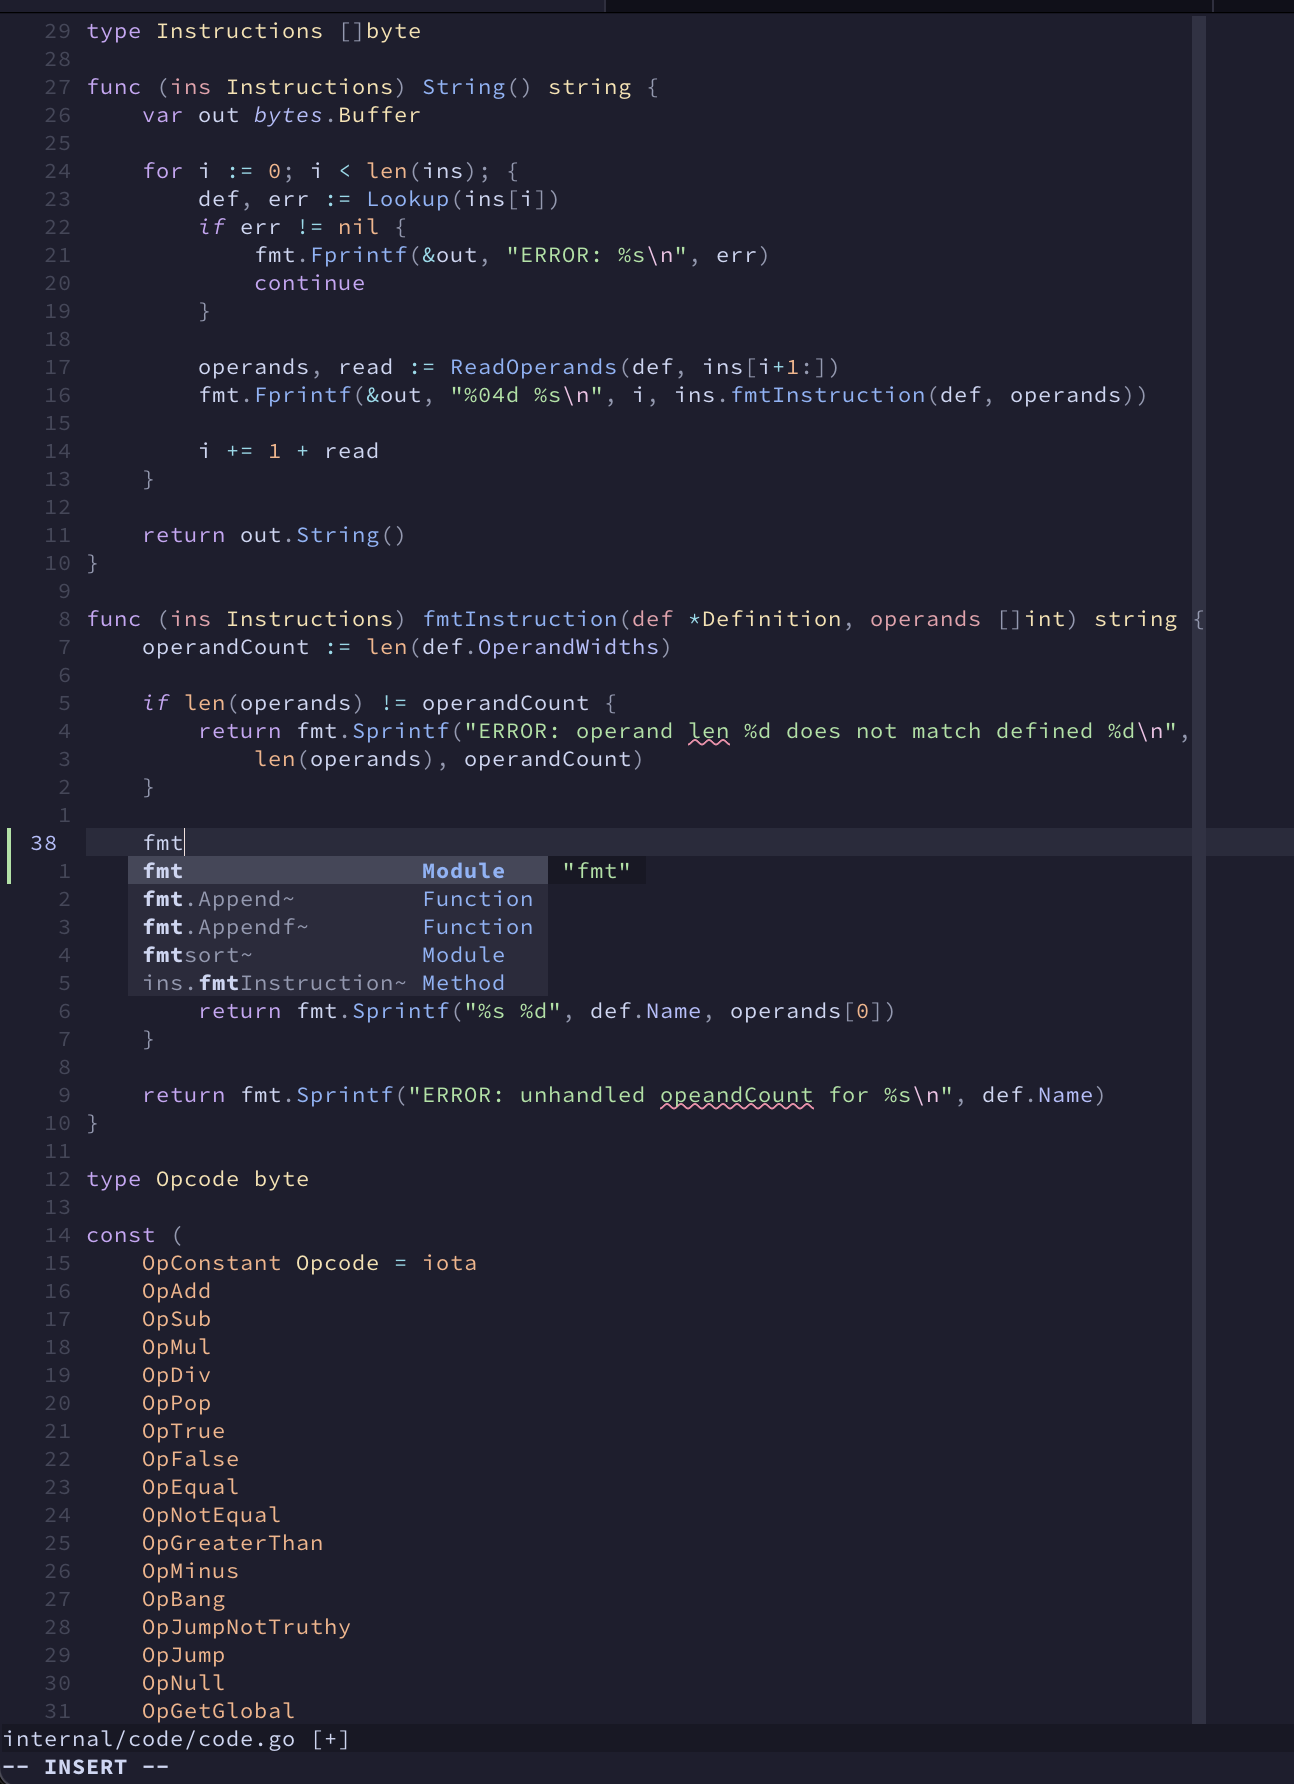 29 type Instructions []byte
28
27 func (ins Instructions) String() string {
26     var out bytes.Buffer
25
24     for i := 0; i < len(ins); {
23         def, err := Lookup(ins[i])
22         if err != nil {
21             fmt.Fprintf(&out, "ERROR: %s\n", err)
20             continue
19         }
18
17         operands, read := ReadOperands(def, ins[i+1:])
16         fmt.Fprintf(&out, "%04d %s\n", i, ins.fmtInstruction(def, operands))
15
14         i += 1 + read
13     }
12
11     return out.String()
10 }
9
8 func (ins Instructions) fmtInstruction(def *Definition, operands []int) string {
7     operandCount := len(def.OperandWidths)
6
5     if len(operands) != operandCount {
4         return fmt.Sprintf("ERROR: operand len %d does not match defined %d\n",
3             len(operands), operandCount)
2     }
1
38     fmt
1     fmt Module "fmt"
2     fmt.Append~ Function
3     fmt.Appendf~ Function
4     fmtsort~ Module
5     ins.fmtInstruction~ Method
6         return fmt.Sprintf("%s %d", def.Name, operands[0])
7     }
8
9     return fmt.Sprintf("ERROR: unhandled opeandCount for %s\n", def.Name)
10 }
11
12 type Opcode byte
13
14 const (
15     OpConstant Opcode = iota
16     OpAdd
17     OpSub
18     OpMul
19     OpDiv
20     OpPop
21     OpTrue
22     OpFalse
23     OpEqual
24     OpNotEqual
25     OpGreaterThan
26     OpMinus
27     OpBang
28     OpJumpNotTruthy
29     OpJump
30     OpNull
31     OpGetGlobal
internal/code/code.go [+]
-- INSERT --